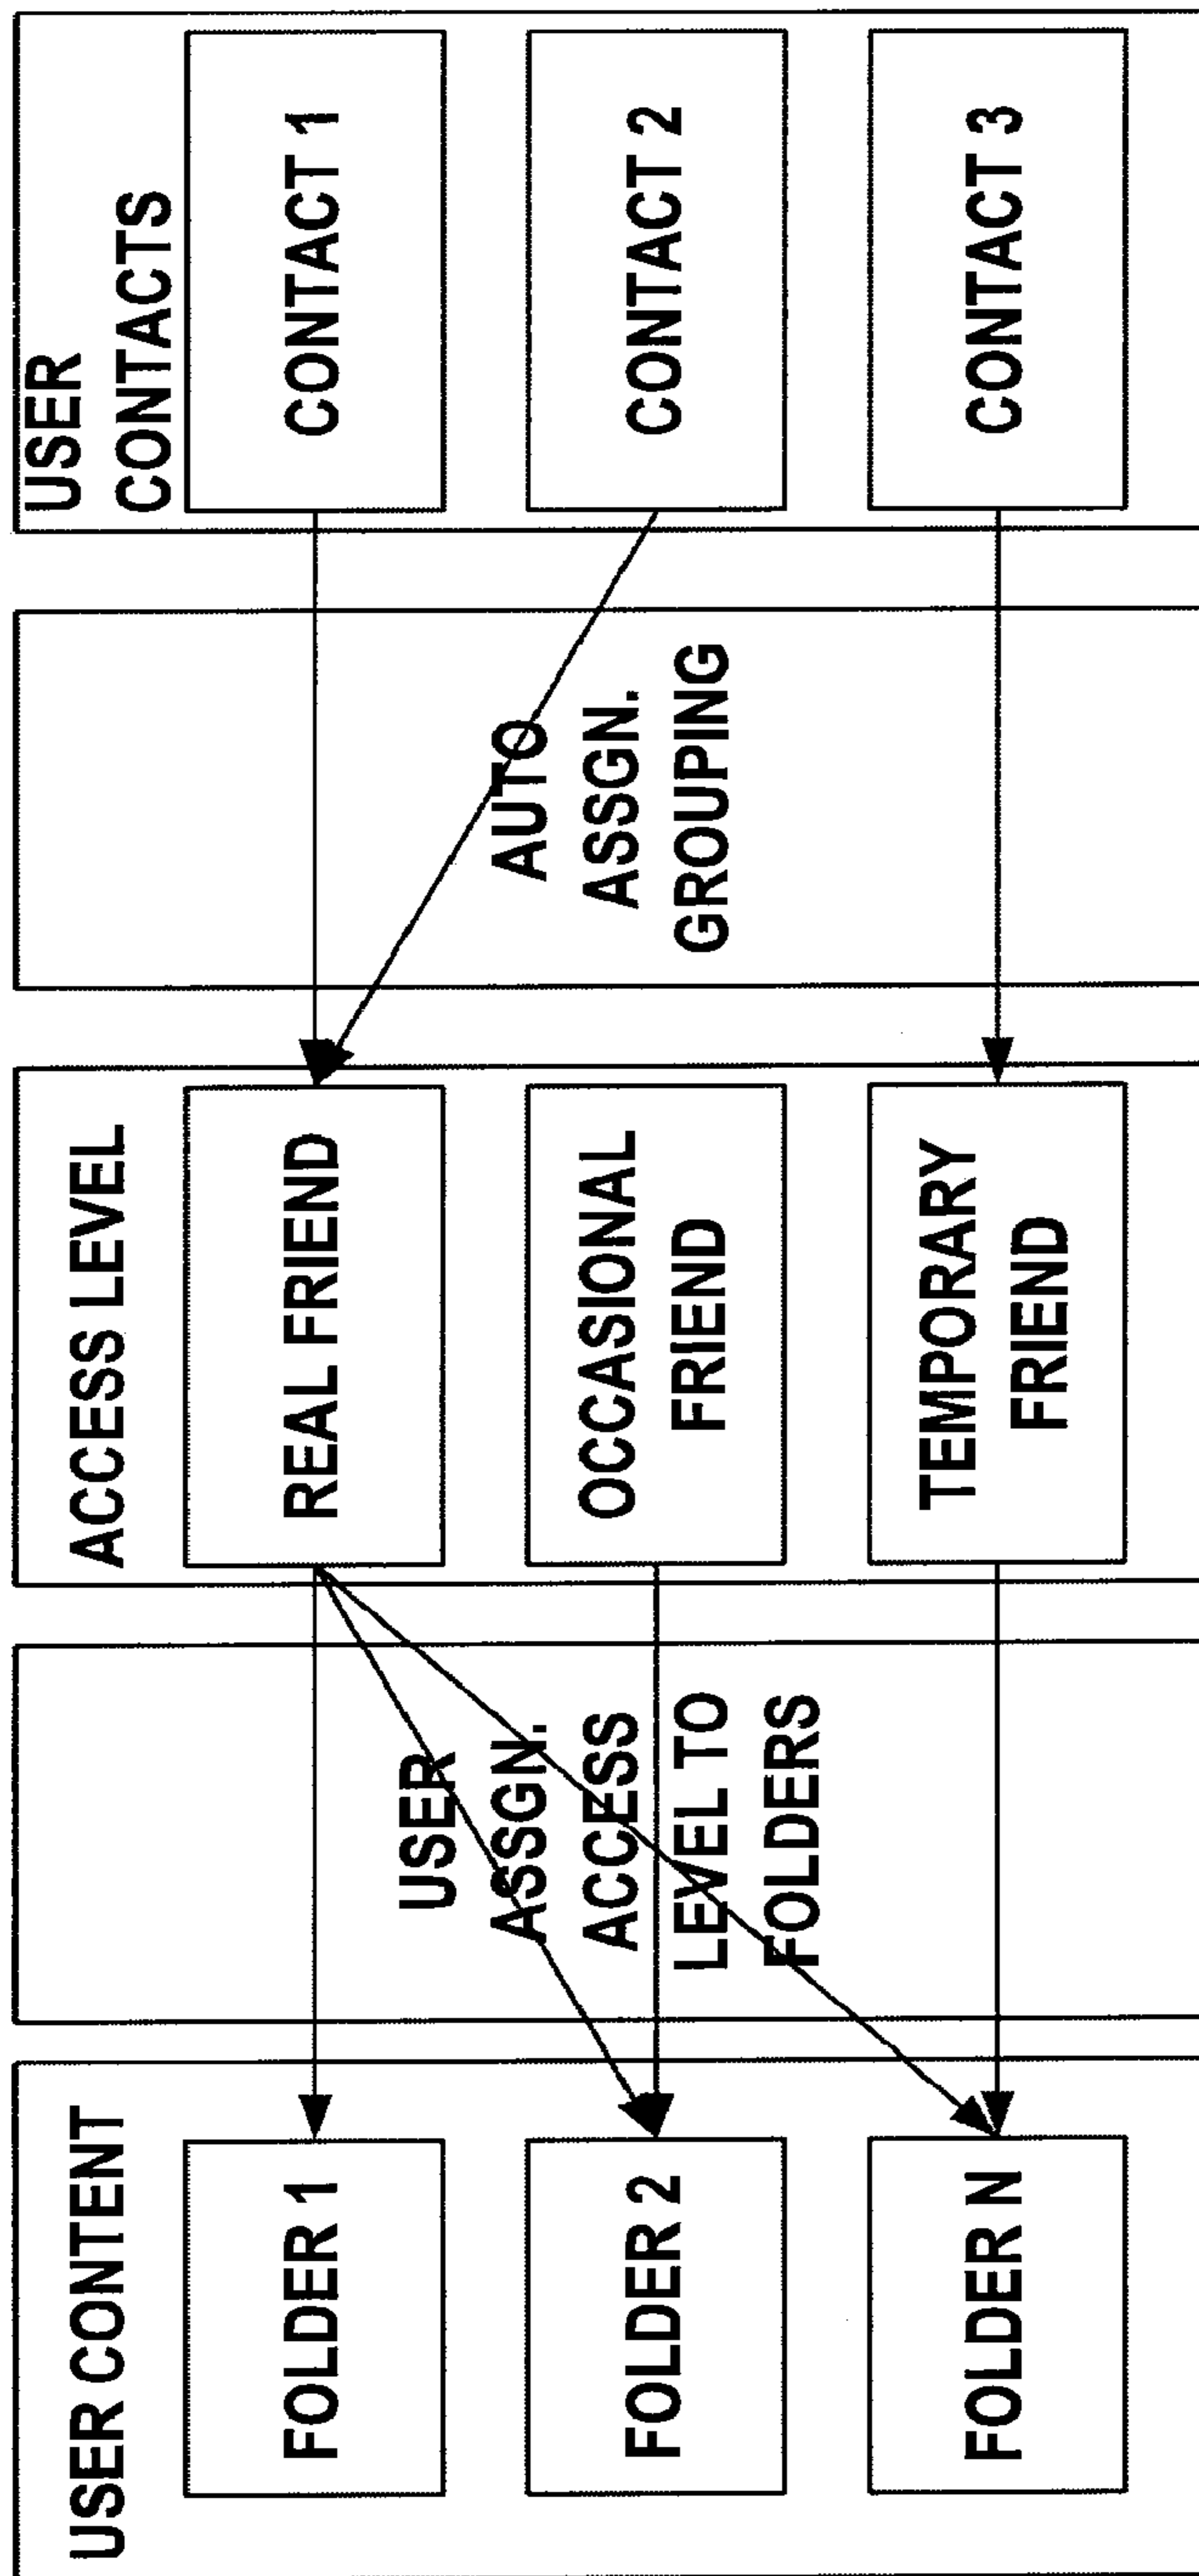 USER CONTENT
FOLDER 1
FOLDER 2
FOLDER N
USER
ASSGN.
ACCESS
LEVEL TO
FOLDERS
ACCESS LEVEL
REAL FRIEND
OCCASIONAL
FRIEND
TEMPORARY
FRIEND
AUTO
ASSGN.
GROUPING
USER
CONTACTS
CONTACT 1
CONTACT 2
CONTACT 3